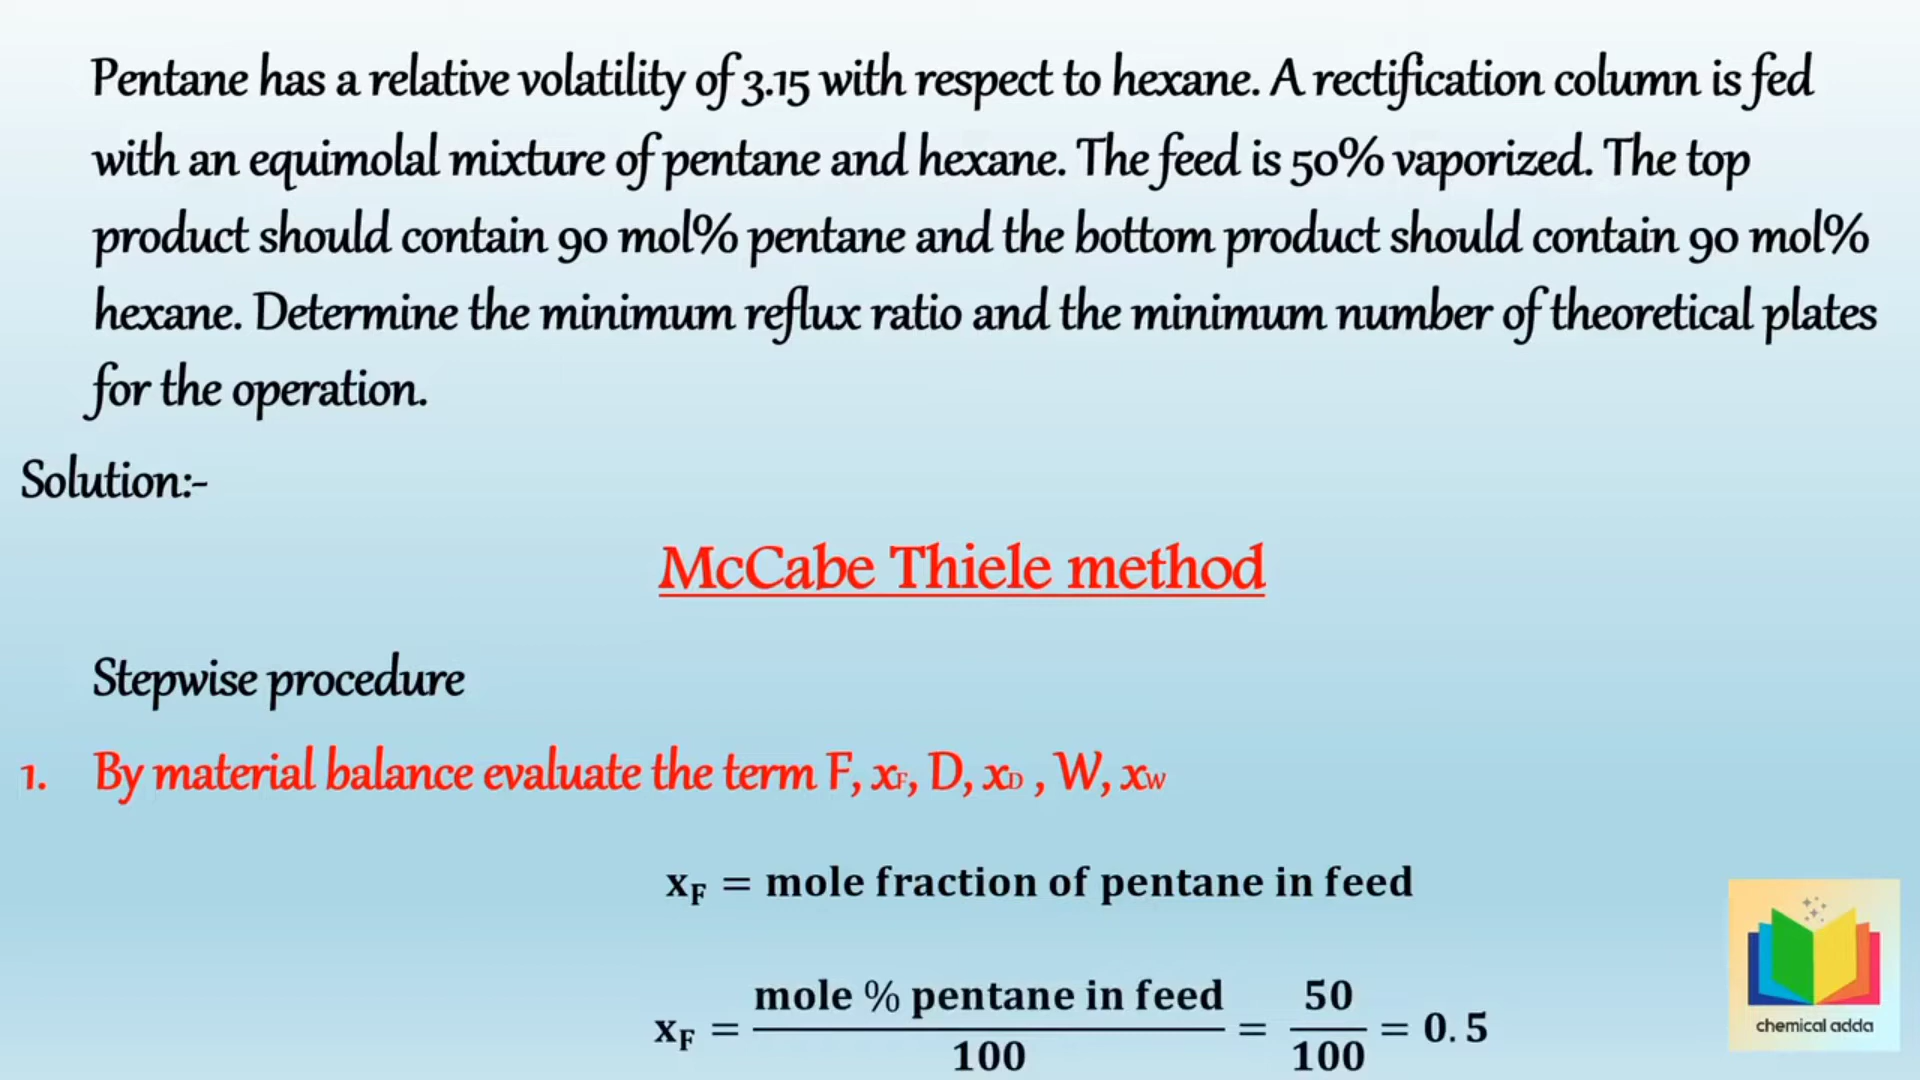 Pentane has a relative volatility of 3.15 with respect to hexane. A rectification column is fed
with an equimolal mixture of pentane and hexane. The feed is 50% vaporized. The top
product should contain 90 mol% pentane and the bottom product should contain 90 mol%
hexane. Determine the minimum reflux ratio and the minimum number of theoretical plates
for the operation.
Solution:-
McCabe Thiele method
Stepwise procedure
1. By material balance evaluate the term F, xF, D, xD , W, xW
xF = mole fraction of pentane in feed
xF = mole % pentane in feed / 100 = 50 / 100 = 0.5
chemical adda